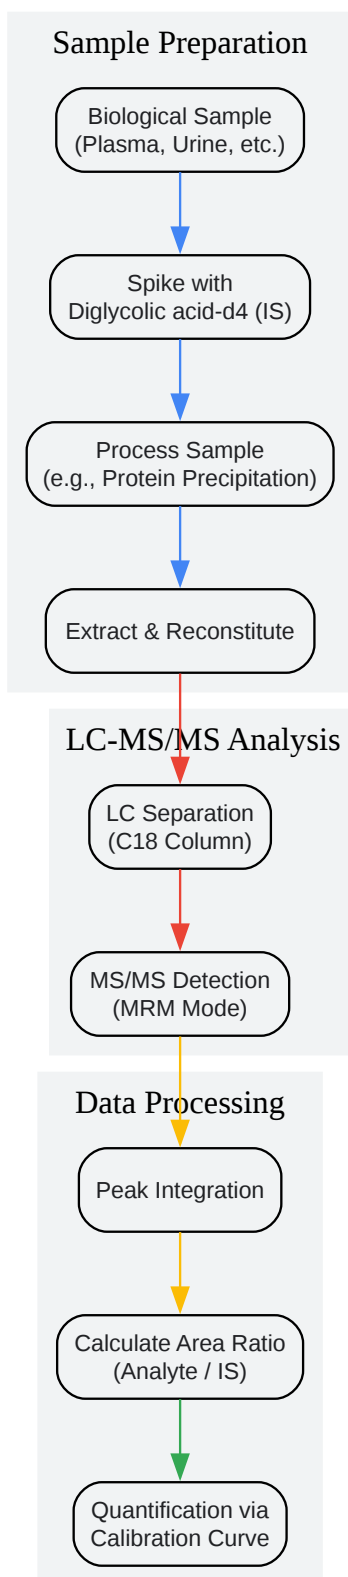 Sample Preparation
Biological Sample
(Plasma, Urine, etc.)
Spike with
Diglycolic acid-d4 (IS)
Process Sample
(e.g., Protein Precipitation)
Extract & Reconstitute
LC-MS/MS Analysis
LC Separation
(C18 Column)
MS/MS Detection
(MRM Mode)
Data Processing
Peak Integration
Calculate Area Ratio
(Analyte / IS)
Quantification via
Calibration Curve